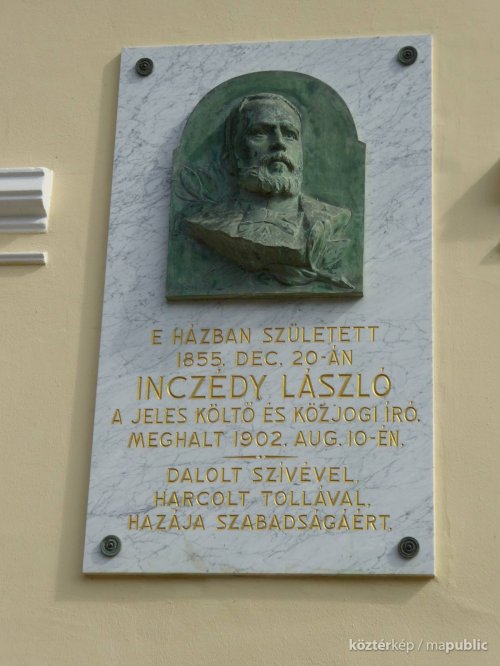 E HÁZBAN SZÜLETETT
1855. DEC. 20-ÁN
INCZÉDY LÁSZLÓ
A JELES KÖLTŐ ÉS KÖZJOGI ÍRÓ.
MEGHALT 1902. AUG. 10-ÉN.
DALOLT SZÍVÉVEL,
HARCOLT TOLLÁVAL,
HAZÁJA SZABADSÁGÁÉRT.
köztérkép / mapublic